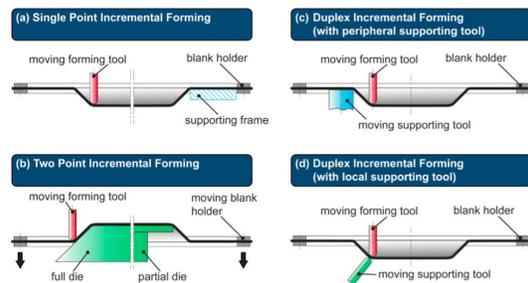 (a) Single Point Incremental Forming
moving forming tool
blank holder
supporting frame
(b) Two Point Incremental Forming
moving forming tool
moving blank
holder
full die
partial die
(c) Duplex Incremental Forming
(with peripheral supporting tool)
moving forming tool
blank holder
moving supporting tool
(d) Duplex Incremental Forming
(with local supporting tool)
moving forming tool
blank holder
moving supporting tool